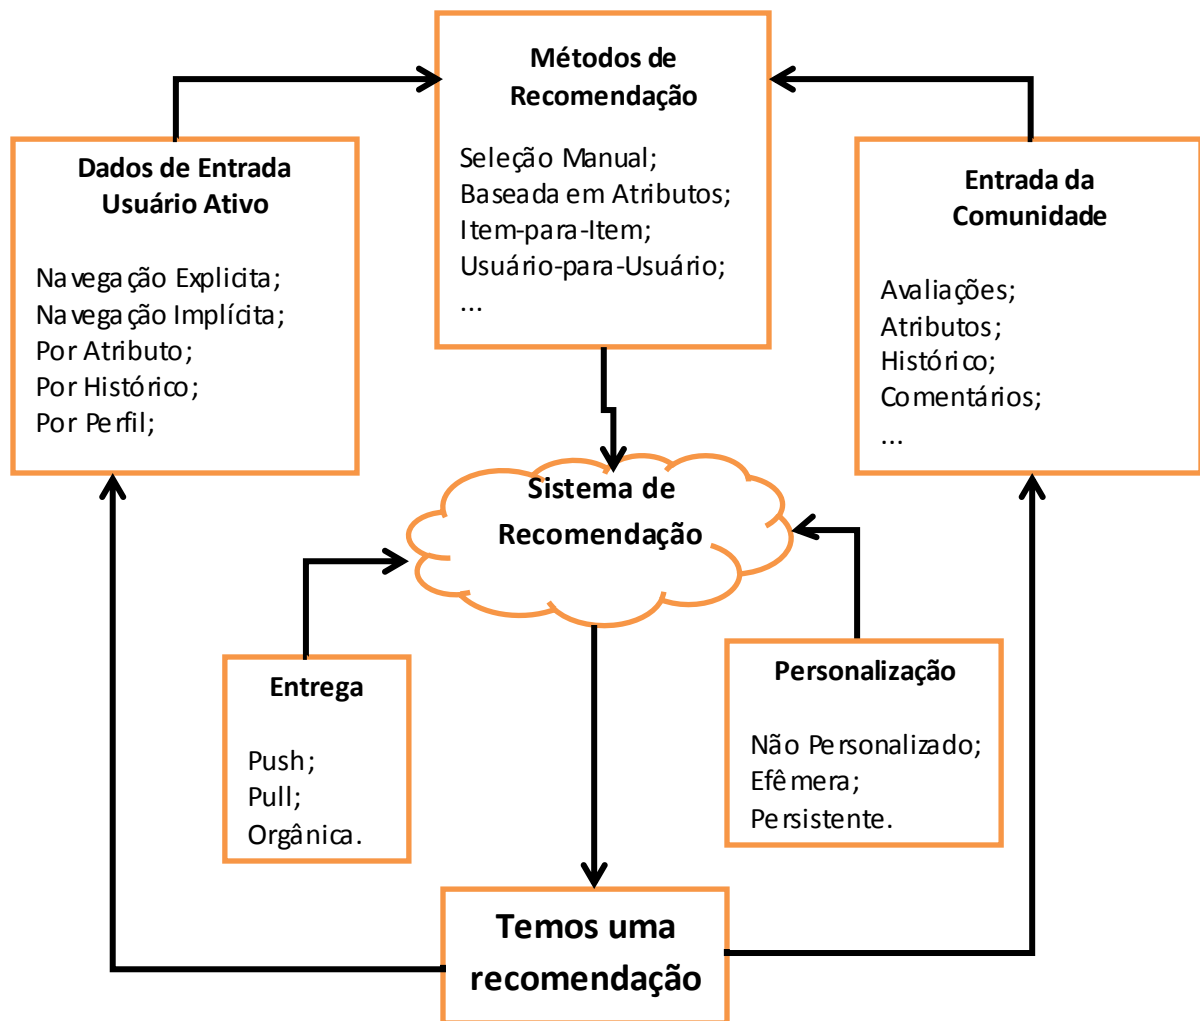 Métodos de
Recomendação
Seleção Manual;
Baseada em Atributos;
Item-para-Item;
Usuário-para-Usuário;
...
Dados de Entrada
Usuário Ativo
Navegação Explicita;
Navegação Implícita;
Por Atributo;
Por Histórico;
Por Perfil;
Entrada da
Comunidade
Avaliações;
Atributos;
Histórico;
Comentários;
...
Sistema de
Recomendação
Entrega
Push;
Pull;
Orgânica.
Personalização
Não Personalizado;
Efêmera;
Persistente.
Temos uma
recomendação